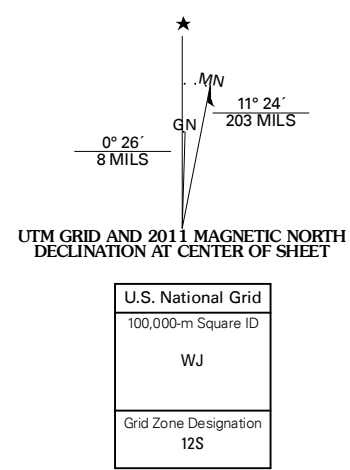 ★
MN
GN
11° 24´
203 MILS
0° 26´
8 MILS
UTM GRID AND 2011 MAGNETIC NORTH
DECLINATION AT CENTER OF SHEET
U.S. National Grid
100,000-m Square ID
WJ
Grid Zone Designation
12S